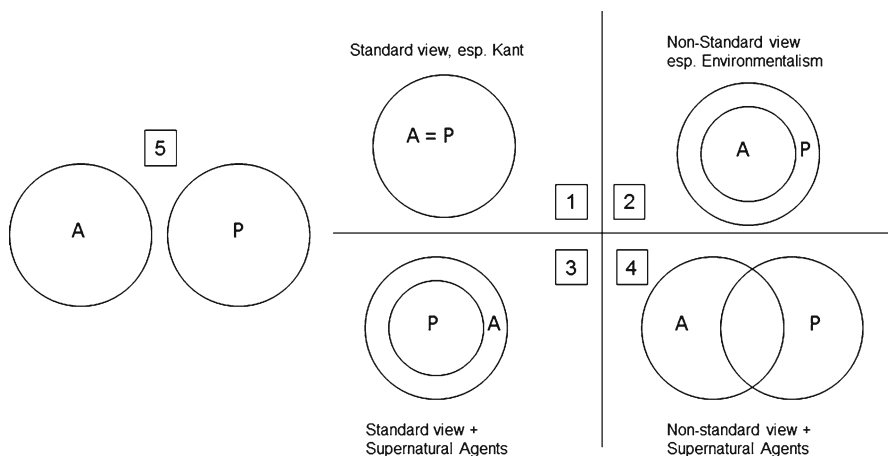 5
A
P
Standard view, esp. Kant
A = P
1
Non-Standard view
esp. Environmentalism
A
P
2
3
P
A
Standard view +
Supernatural Agents
4
A
P
Non-standard view +
Supernatural Agents